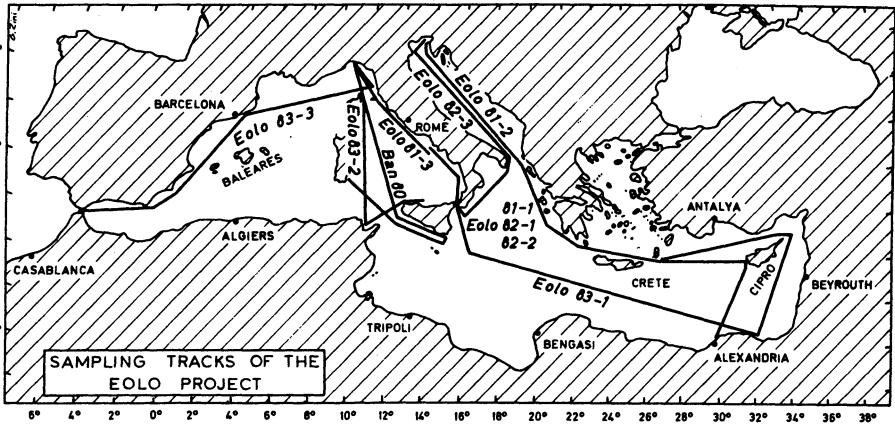 BARCELONA
Eolo 83-3
BALEARES
Eolo 83-2
Ban 80
Eolo 81-3
ROME
Eolo 82-3
Eolo 81-2
81-1
Eolo 82-1
82-2
ANTALYA
ALGIERS
CASABLANCA
CRETE
CIPRO
BEYROUTH
Eolo 83-1
TRIPOLI
BENGASI
ALEXANDRIA
SAMPLING TRACKS OF THE
EOLO PROJECT
6° 2° 0° 2° 4° 6° 8° 10° 12° 14° 16° 18° 20° 22° 24° 26° 28° 30° 32° 34° 36° 38°